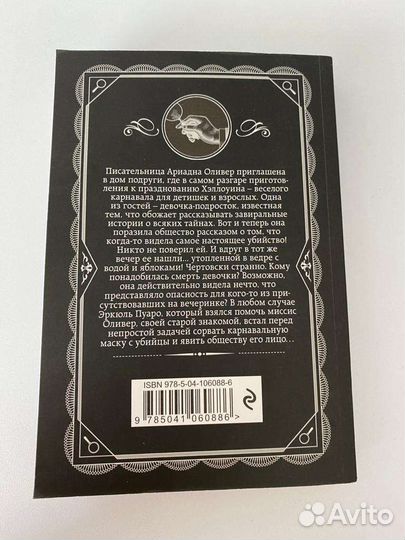 Писательница Ариадна Оливер приглашена
в дом подруги, где в самом разгаре приготов-
ления к празднованию Хэллоуина – веселого
карнавала для детишек и взрослых. Одна
из гостей – девочка-подросток, известная
тем, что обожает рассказывать завиральные
истории о всяких тайнах. Вот и теперь она
поразила общество рассказом о том, что
когда-то видела самое настоящее убийство!
Никто не поверил ей. И вдруг в тот же
вечер ее нашли... утопленной в ведре с
водой и яблоками! Чертовски странно. Кому
понадобилась смерть девочки? Возможно,
она действительно видела нечто, что
представляло опасность для кого-то из при-
сутствовавших на вечеринке? В любом случае
Эркюль Пуаро, который взялся помочь миссис
Оливер, своей старой знакомой, встал перед
непростой задачей сорвать карнавальную
маску с убийцы и явить обществу его лицо...
ISBN 978-5-04-106088-6
9 785041 060886 >
Avito